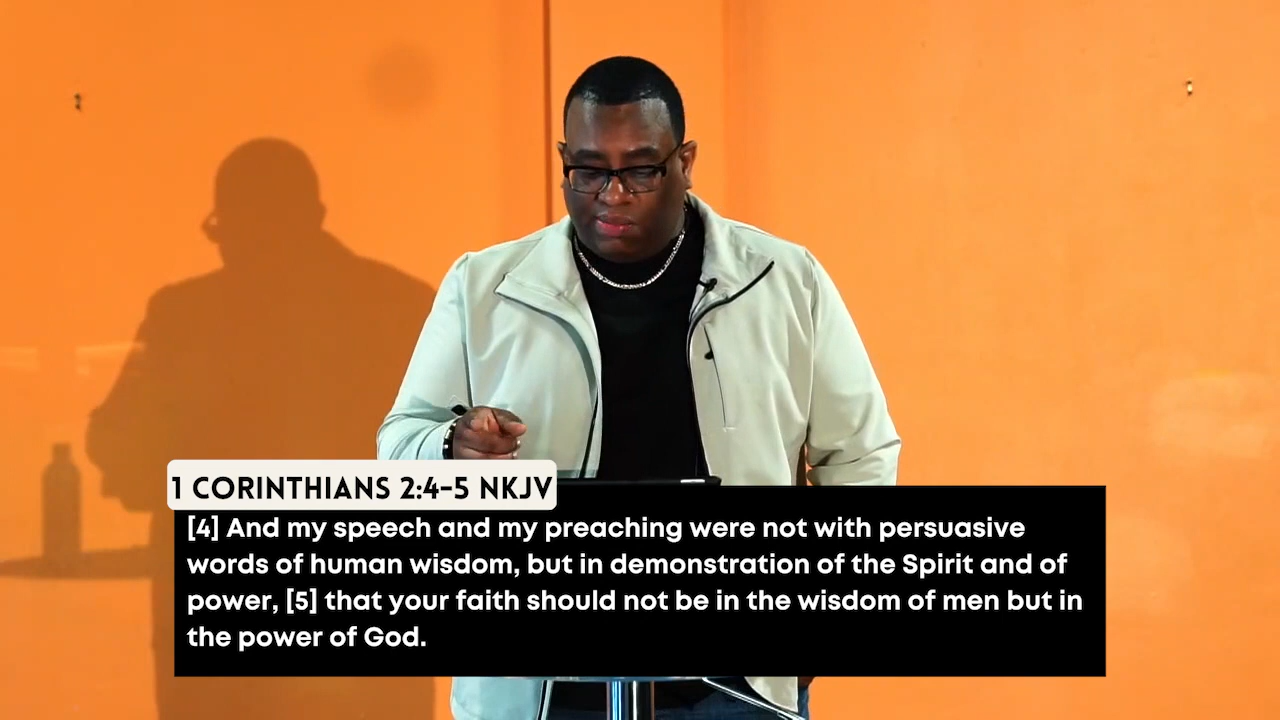 1 CORINTHIANS 2:4-5 NKJV
[4] And my speech and my preaching were not with persuasive
words of human wisdom, but in demonstration of the Spirit and of
power, [5] that your faith should not be in the wisdom of men but in
the power of God.